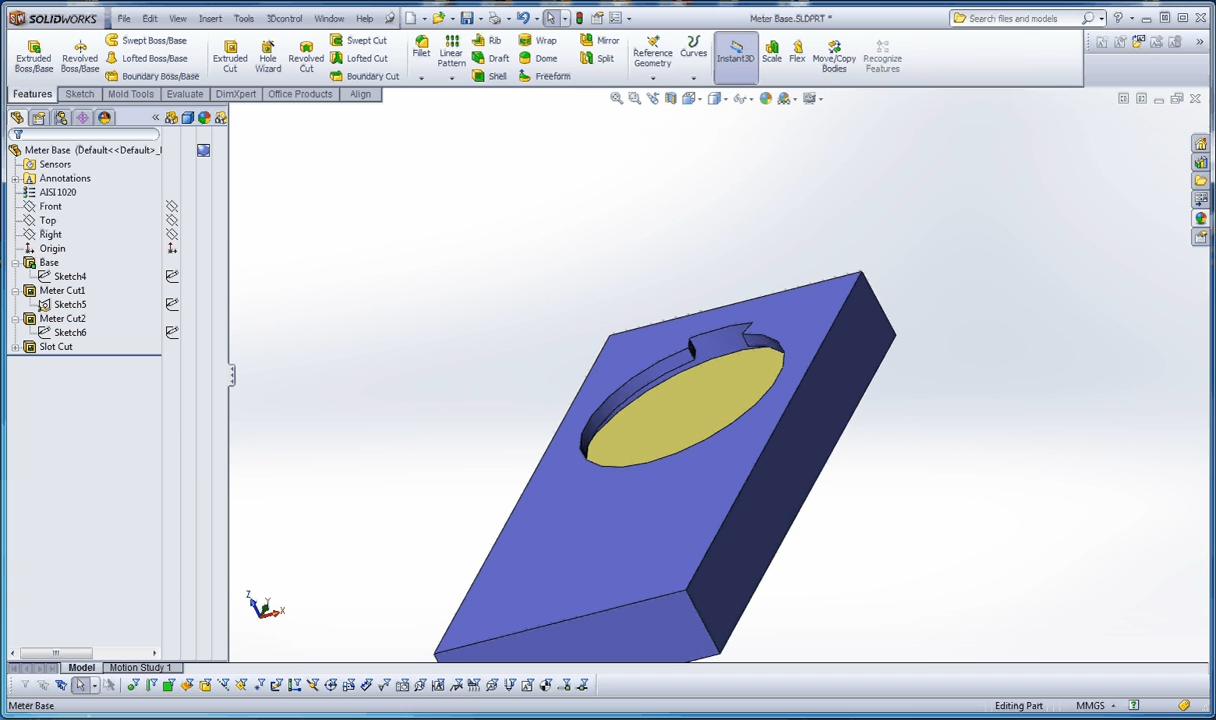 SOLIDWORKS File Edit View Insert Tools 3Dcontrol Window Help Meter Base.SLDPRT * Search files and models
Extruded Boss/Base
Revolved Boss/Base
Swept Boss/Base
Lofted Boss/Base
Boundary Boss/Base
Extruded Cut
Hole Wizard
Revolved Cut
Swept Cut
Lofted Cut
Boundary Cut
Fillet
Linear Pattern
Rib
Draft
Shell
Wrap
Dome
Freeform
Mirror
Split
Reference Geometry
Curves
Instant3D
Scale
Flex
Move/Copy Bodies
Recognize Features
Features Sketch Mold Tools Evaluate DimXpert Office Products Align
Meter Base (Default<<Default>_
Sensors
Annotations
AISI 1020
Front
Top
Right
Origin
Base
Sketch4
Meter Cut1
Sketch5
Meter Cut2
Sketch6
Slot Cut
Z Y X
Model Motion Study 1
Meter Base Editing Part MMGS